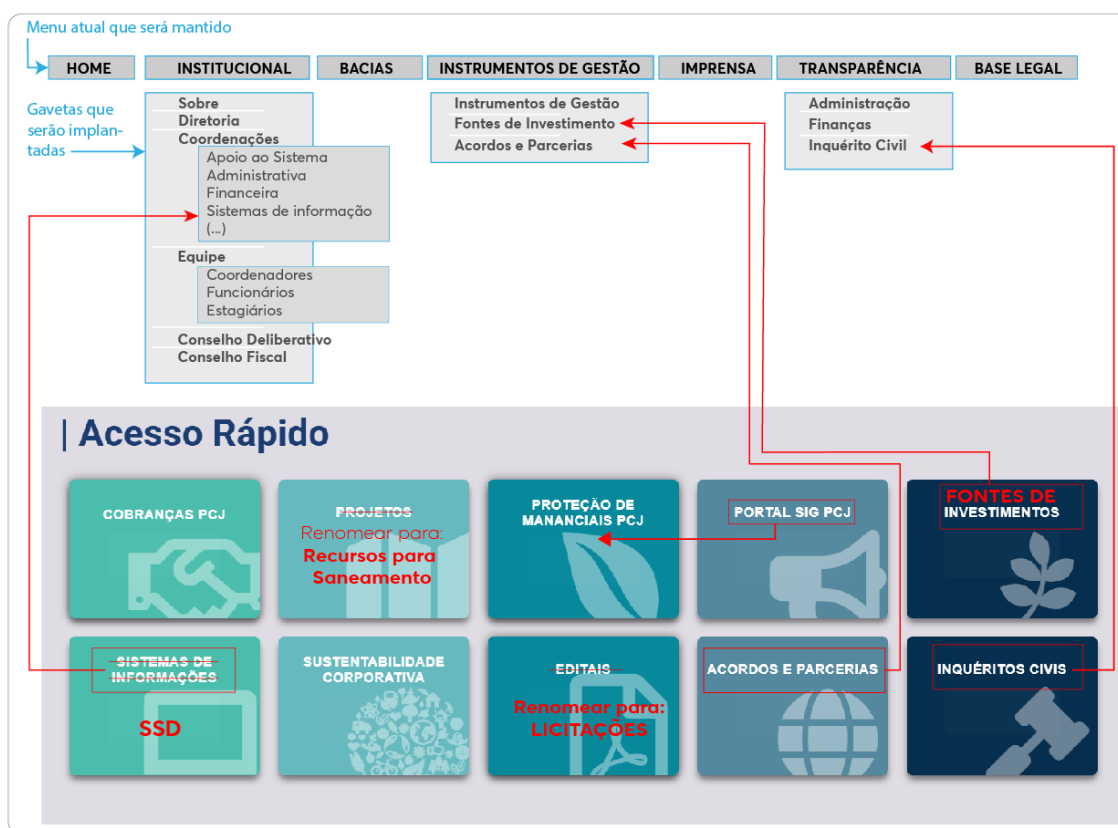 Menu atual que será mantido
HOME
INSTITUCIONAL
BACIAS
INSTRUMENTOS DE GESTÃO
IMPRENSA
TRANSPARÊNCIA
BASE LEGAL
Gavetas que
serão implan-
tadas
Sobre
Diretoria
Coordenações
Apoio ao Sistema
Administrativa
Financeira
Sistemas de informação
(...)
Equipe
Coordenadores
Funcionários
Estagiários
Conselho Deliberativo
Conselho Fiscal
Instrumentos de Gestão
Fontes de Investimento
Acordos e Parcerias
Administração
Finanças
Inquérito Civil
| Acesso Rápido
COBRANÇAS PCJ
PROJETOS
Renomear para:
Recursos para
Saneamento
PROTEÇÃO DE
MANANCIAIS PCJ
PORTAL SIG PCJ
FONTES DE
INVESTIMENTOS
SISTEMAS DE
INFORMAÇÕES
SSD
SUSTENTABILIDADE
CORPORATIVA
EDITAIS
Renomear para:
LICITAÇÕES
ACORDOS E PARCERIAS
INQUÉRITOS CIVIS